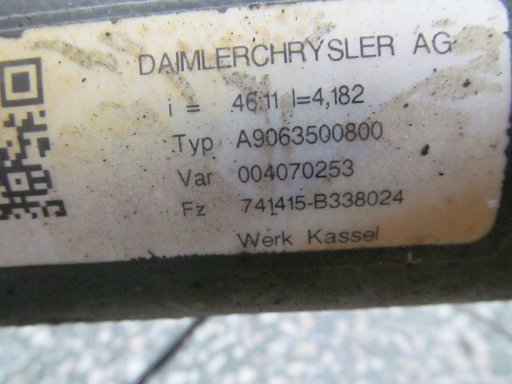 DAIMLERCHRYSLER AG
i = 46:11 I=4,182
Typ A9063500800
Var 004070253
Fz 741415-B338024
Werk Kassel